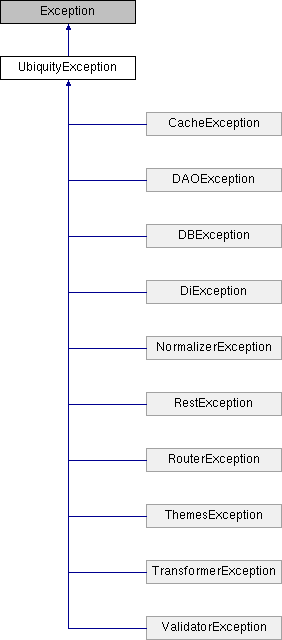 Exception
UbiquityException
CacheException
DAOException
DBException
DiException
NormalizerException
RestException
RouterException
ThemesException
TransformerException
ValidatorException